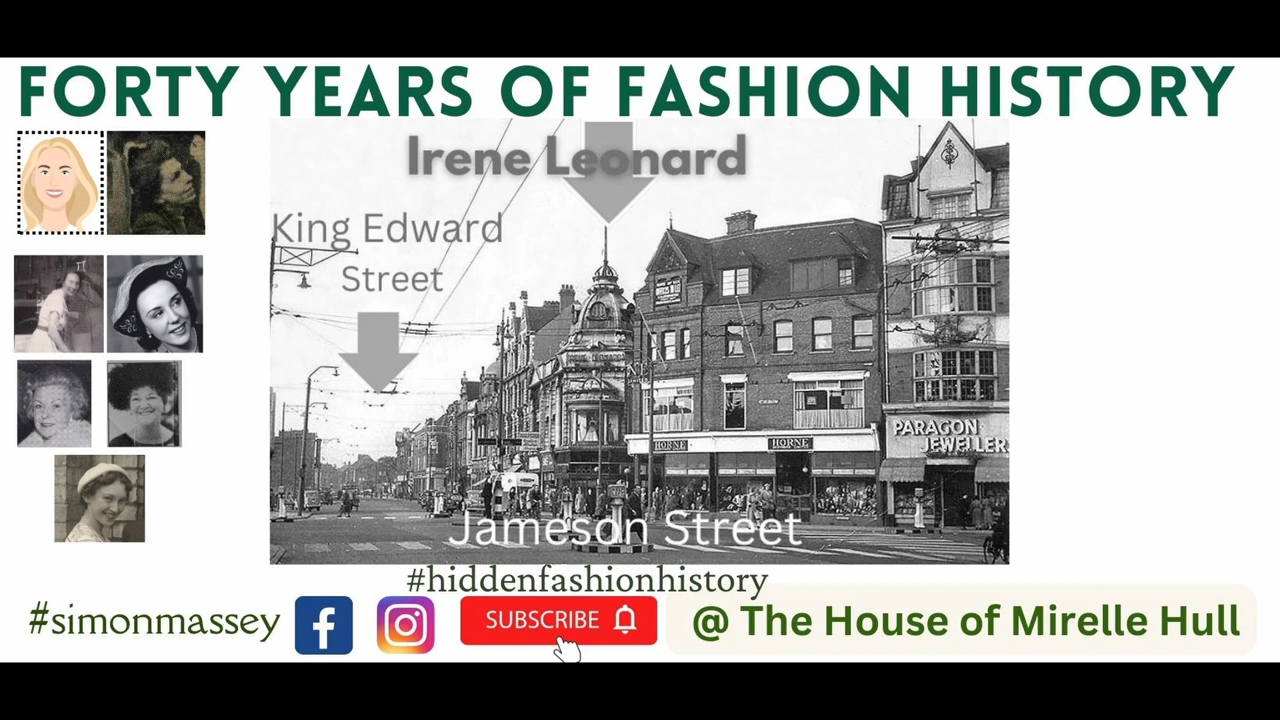 FORTY YEARS OF FASHION HISTORY
Irene Leonard
King Edward
Street
HORNE
HORNE
PARAGON
JEWELLER
Jameson Street
#hiddenfashionhistory
#simonmassey
SUBSCRIBE
@ The House of Mirelle Hull